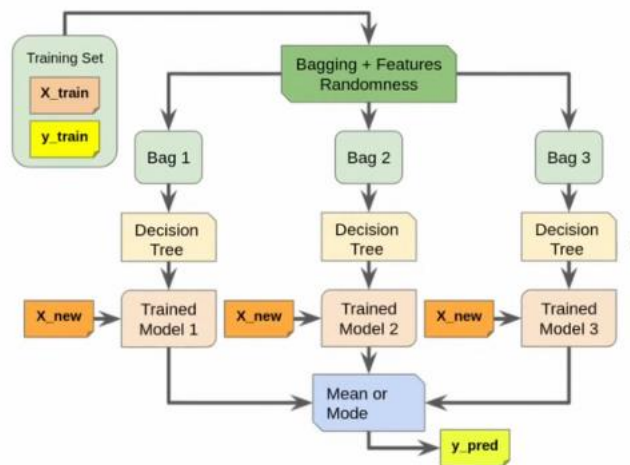 Training Set
X_train
y_train
Bagging + Features
Randomness
Bag 1
Bag 2
Bag 3
Decision
Tree
Decision
Tree
Decision
Tree
X_new
Trained
Model 1
X_new
Trained
Model 2
X_new
Trained
Model 3
Mean or
Mode
y_pred